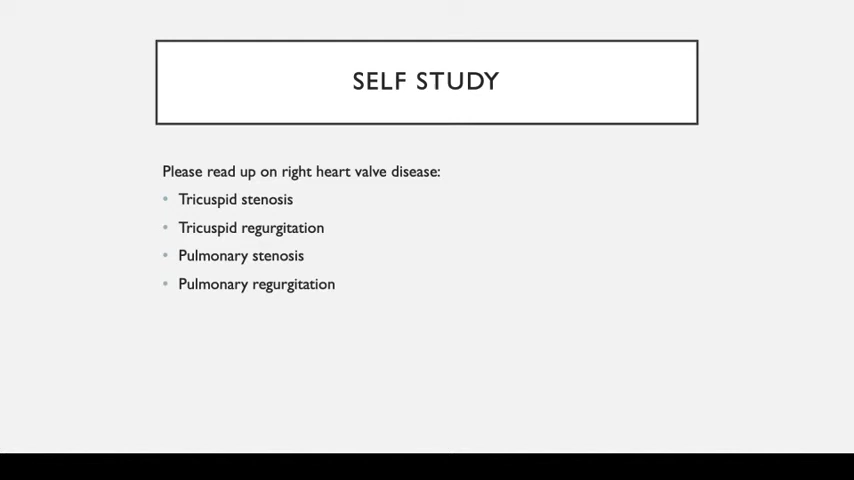 SELF STUDY
Please read up on right heart valve disease:
• Tricuspid stenosis
• Tricuspid regurgitation
• Pulmonary stenosis
• Pulmonary regurgitation